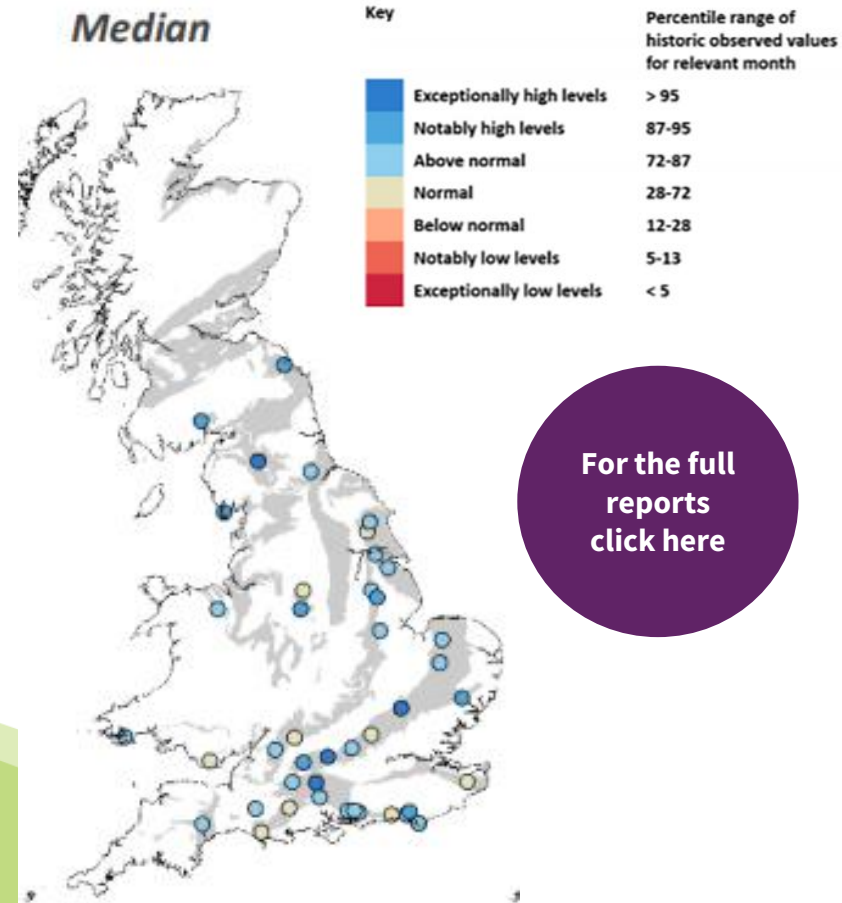 Median
Key
Percentile range of
historic observed values
for relevant month
Exceptionally high levels > 95
Notably high levels 87-95
Above normal 72-87
Normal 28-72
Below normal 12-28
Notably low levels 5-13
Exceptionally low levels < 5
For the full
reports
click here